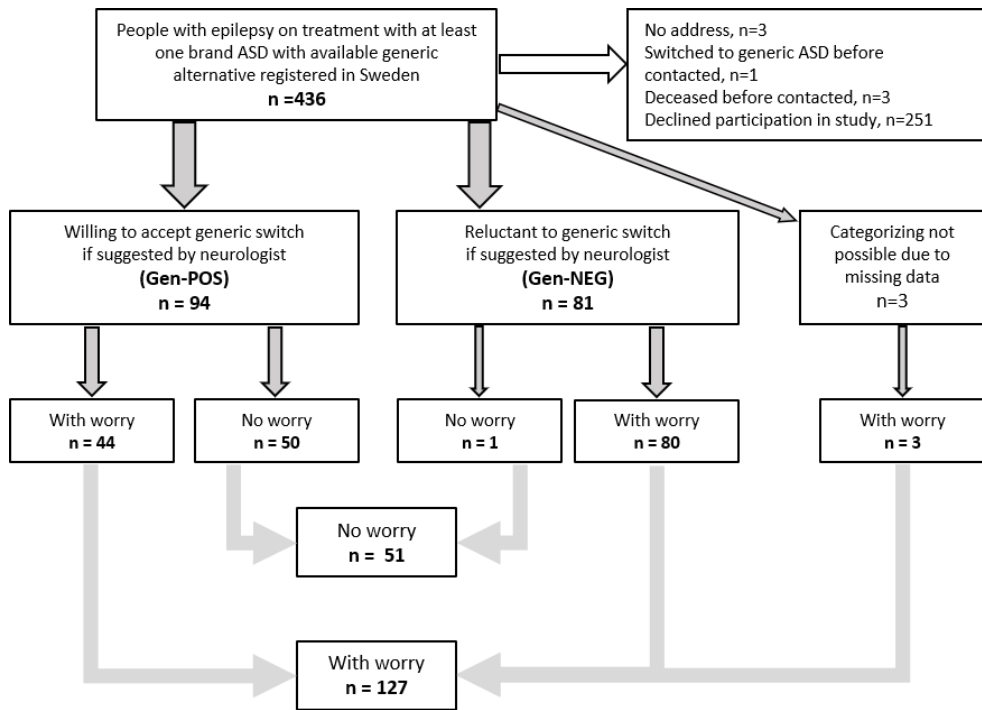 People with epilepsy on treatment with at least
one brand ASD with available generic
alternative registered in Sweden
n =436
No address, n=3
Switched to generic ASD before
contacted, n=1
Deceased before contacted, n=3
Declined participation in study, n=251
Willing to accept generic switch
if suggested by neurologist
(Gen-POS)
n = 94
Reluctant to generic switch
if suggested by neurologist
(Gen-NEG)
n = 81
Categorizing not
possible due to
missing data
n=3
With worry
n = 44
No worry
n = 50
No worry
n = 1
With worry
n = 80
With worry
n = 3
No worry
n = 51
With worry
n = 127